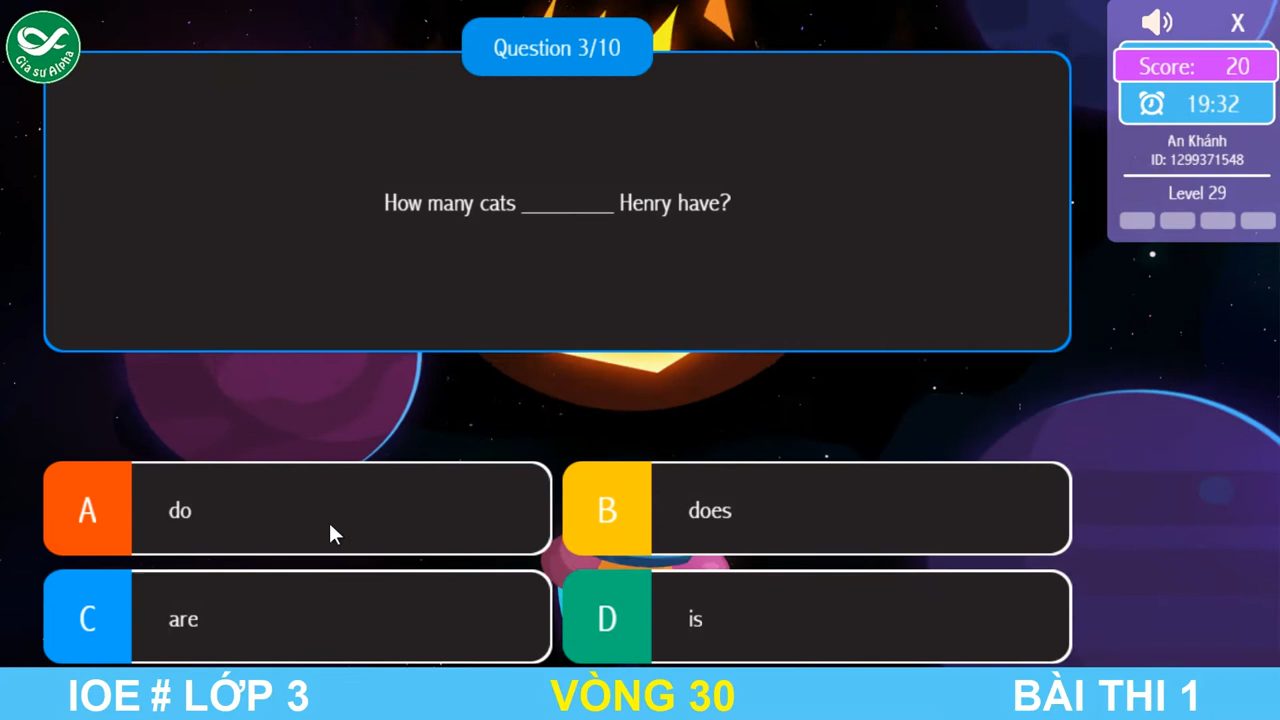 Gia sư Alpha
Question 3/10
X
Score: 20
19:32
An Khánh
ID: 1299371548
Level 29
How many cats ________ Henry have?
A do
B does
C are
D is
IOE # LỚP 3 VÒNG 30 BÀI THI 1